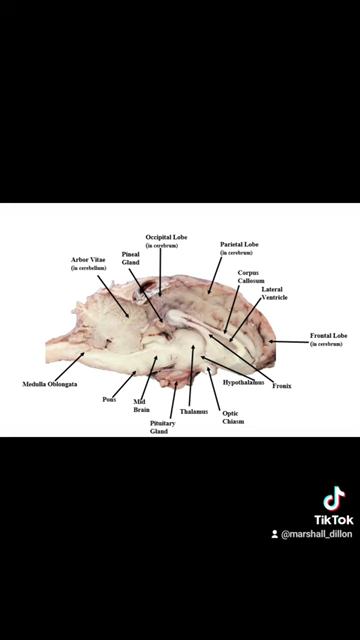 Occipital Lobe
(in cerebrum)
Parietal Lobe
(in cerebrum)
Pineal
Gland
Arbor Vitae
(in cerebellum)
Corpus
Callosum
Lateral
Ventricle
Frontal Lobe
(in cerebrum)
Medulla Oblongata
Hypothalamus
Fronix
Pons
Mid
Brain
Thalamus
Optic
Chiasm
Pituitary
Gland
TikTok
@marshall_dillon